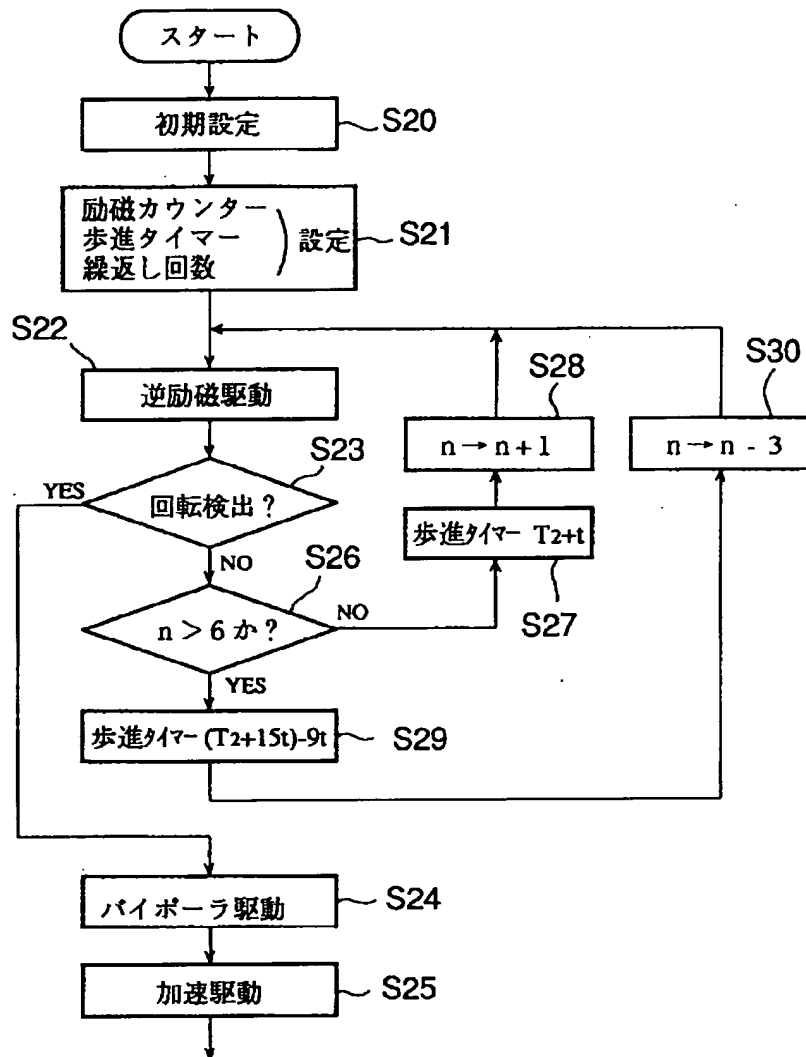 スタート
初期設定
S20
励磁カウンター
歩進タイマー
繰返し回数
設定
S21
S22
逆励磁駆動
S28
n→n+1
S30
n→n-3
S23
YES
回転検出?
歩進タイマー T2+t
S27
NO
S26
n>6か?
NO
YES
歩進タイマー(T2+15t)-9t
S29
バイポーラ駆動
S24
加速駆動
S25